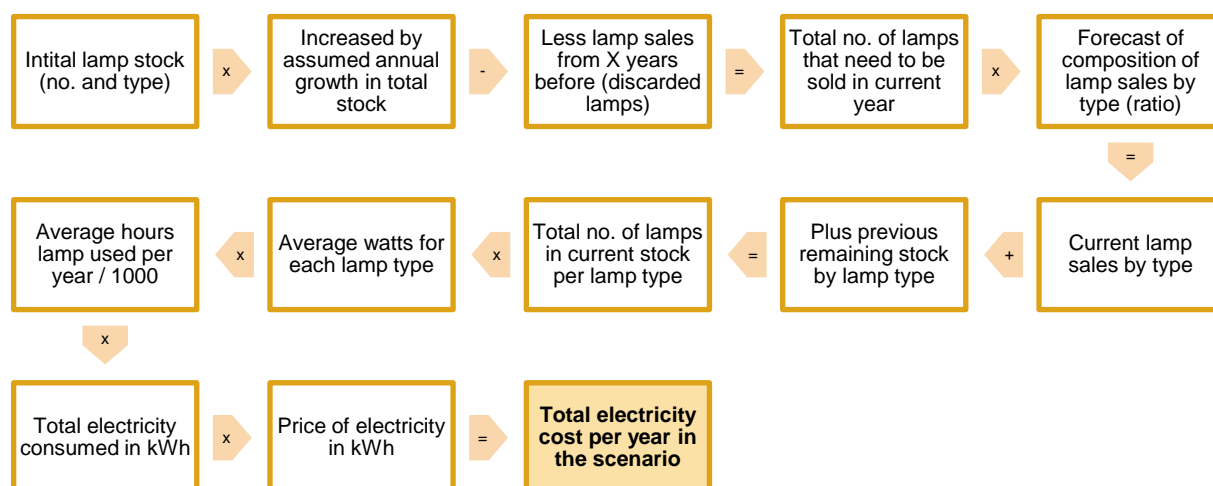 Intital lamp stock
(no. and type)
x
Increased by
assumed annual
growth in total
stock
-
Less lamp sales
from X years
before (discarded
lamps)
=
Total no. of lamps
that need to be
sold in current
year
x
Forecast of
composition of
lamp sales by
type (ratio)
=
Current lamp
sales by type
+
Plus previous
remaining stock
by lamp type
=
Total no. of lamps
in current stock
per lamp type
x
Average watts for
each lamp type
x
Average hours
lamp used per
year / 1000
x
Total electricity
consumed in kWh
x
Price of electricity
in kWh
=
Total electricity
cost per year in
the scenario